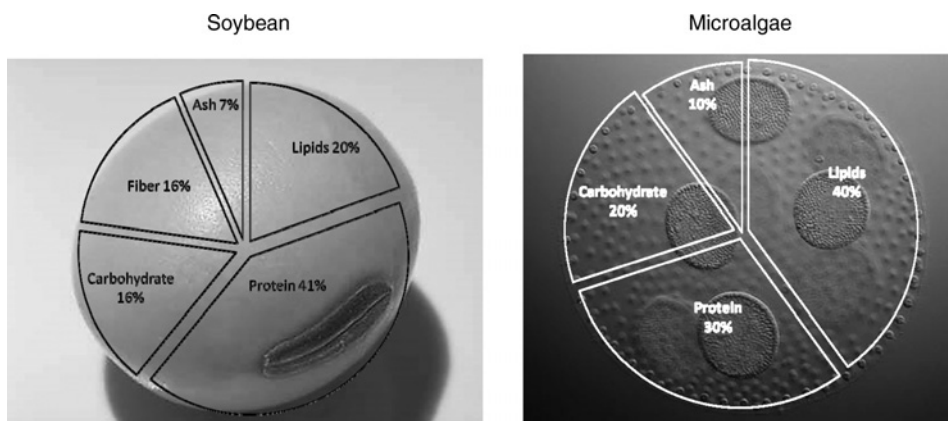 Soybean
Microalgae
Ash 7%
Lipids 20%
Fiber 16%
Carbohydrate
16%
Protein 41%
Ash
10%
Lipids
40%
Carbohydrate
20%
Protein
30%